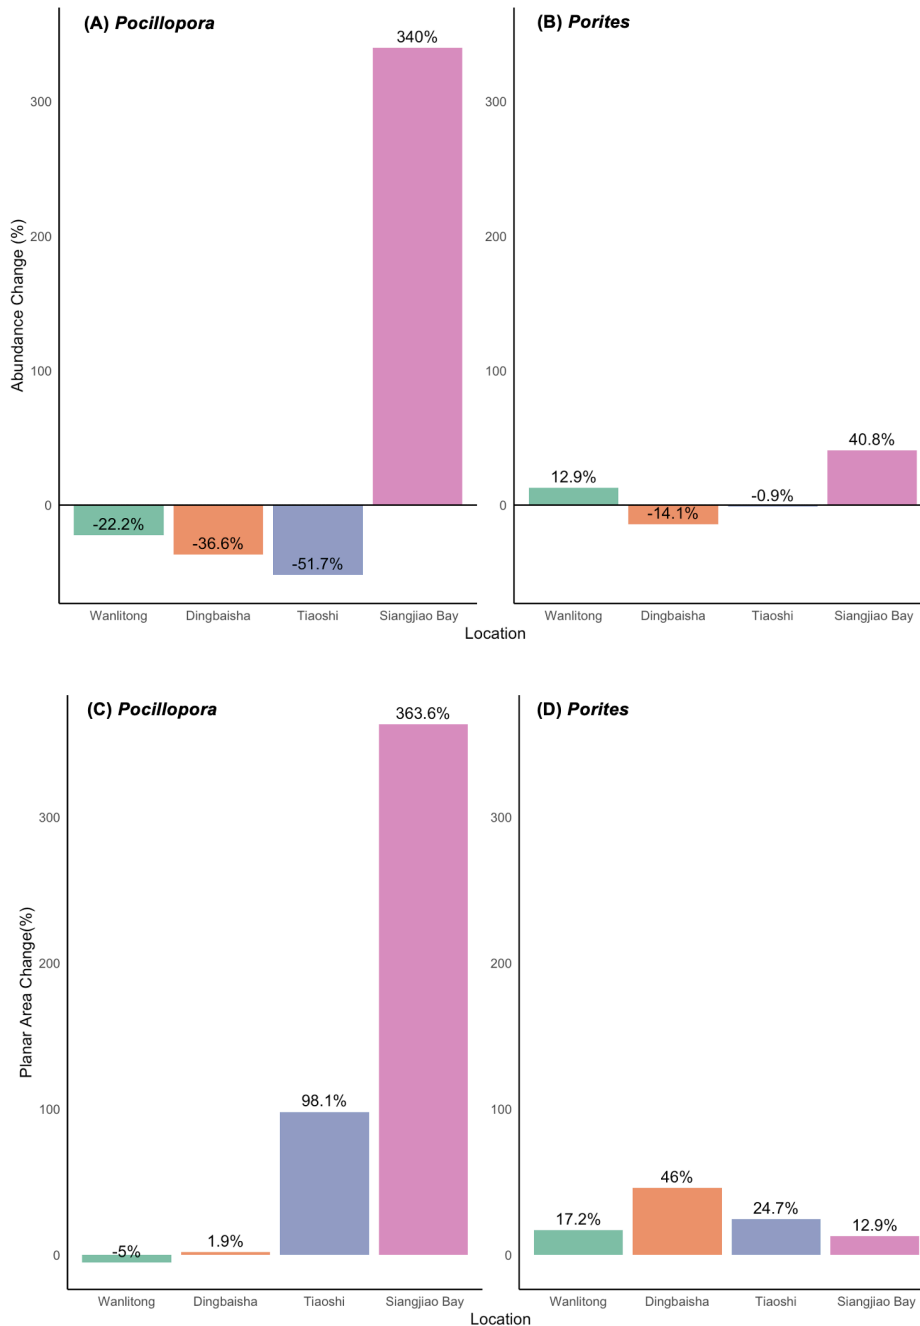 (A) Pocillopora
(B) Porites
Abundance Change (%)
300
200
100
0
340%
-22.2%
-36.6%
-51.7%
Wanlitong Dingbaisha Tiaoshi Siangjiao Bay
300
200
100
0
12.9%
-14.1%
-0.9%
40.8%
Wanlitong Dingbaisha Tiaoshi Siangjiao Bay
Location
(C) Pocillopora
(D) Porites
Planar Area Change(%)
300
200
100
0
363.6%
98.1%
1.9%
-5%
Wanlitong Dingbaisha Tiaoshi Siangjiao Bay
300
200
100
0
17.2%
46%
24.7%
12.9%
Wanlitong Dingbaisha Tiaoshi Siangjiao Bay
Location